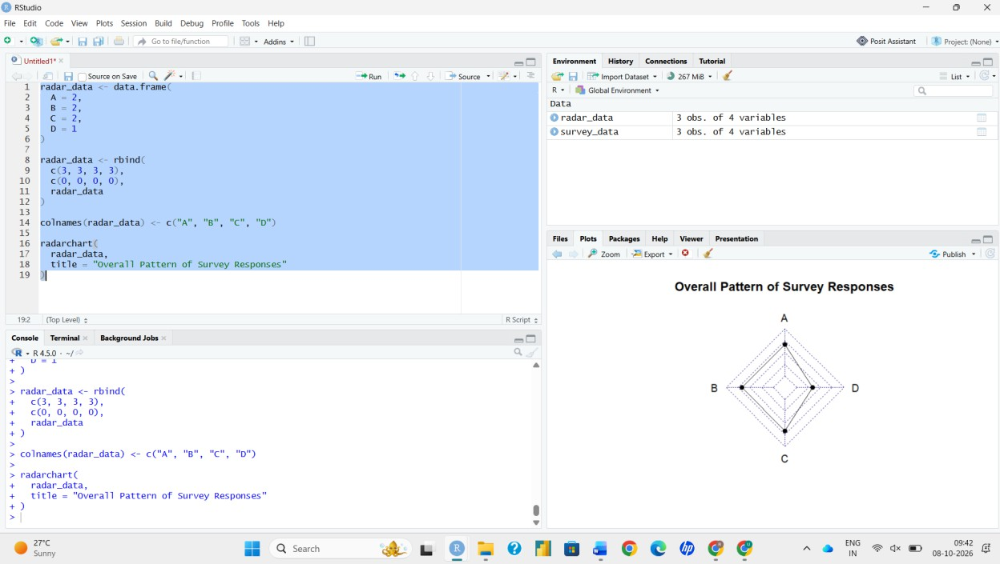 RStudio
File Edit Code View Plots Session Build Debug Profile Tools Help
Go to file/function Addins Posit Assistant Project: (None)
Untitled1*
Source on Save Run Source
1 radar_data <- data.frame(
2   A = 2,
3   B = 2,
4   C = 2,
5   D = 1
6 )
7
8 radar_data <- rbind(
9   c(3, 3, 3, 3),
10   c(0, 0, 0, 0),
11   radar_data
12 )
13
14 colnames(radar_data) <- c("A", "B", "C", "D")
15
16 radarchart(
17   radar_data,
18   title = "Overall Pattern of Survey Responses"
19 )
19:2 (Top Level) R Script
Console Terminal Background Jobs
R R 4.5.0 · ~/
+   D = 1
+ )
>
> radar_data <- rbind(
+   c(3, 3, 3, 3),
+   c(0, 0, 0, 0),
+   radar_data
+ )
>
> colnames(radar_data) <- c("A", "B", "C", "D")
>
> radarchart(
+   radar_data,
+   title = "Overall Pattern of Survey Responses"
+ )
>
Environment History Connections Tutorial
Import Dataset 267 MiB List
R Global Environment
Data
radar_data 3 obs. of 4 variables
survey_data 3 obs. of 4 variables
Files Plots Packages Help Viewer Presentation
Zoom Export Publish
Overall Pattern of Survey Responses
A
B D
C
27°C
Sunny
Search
ENG
IN
09:42
08-10-2026